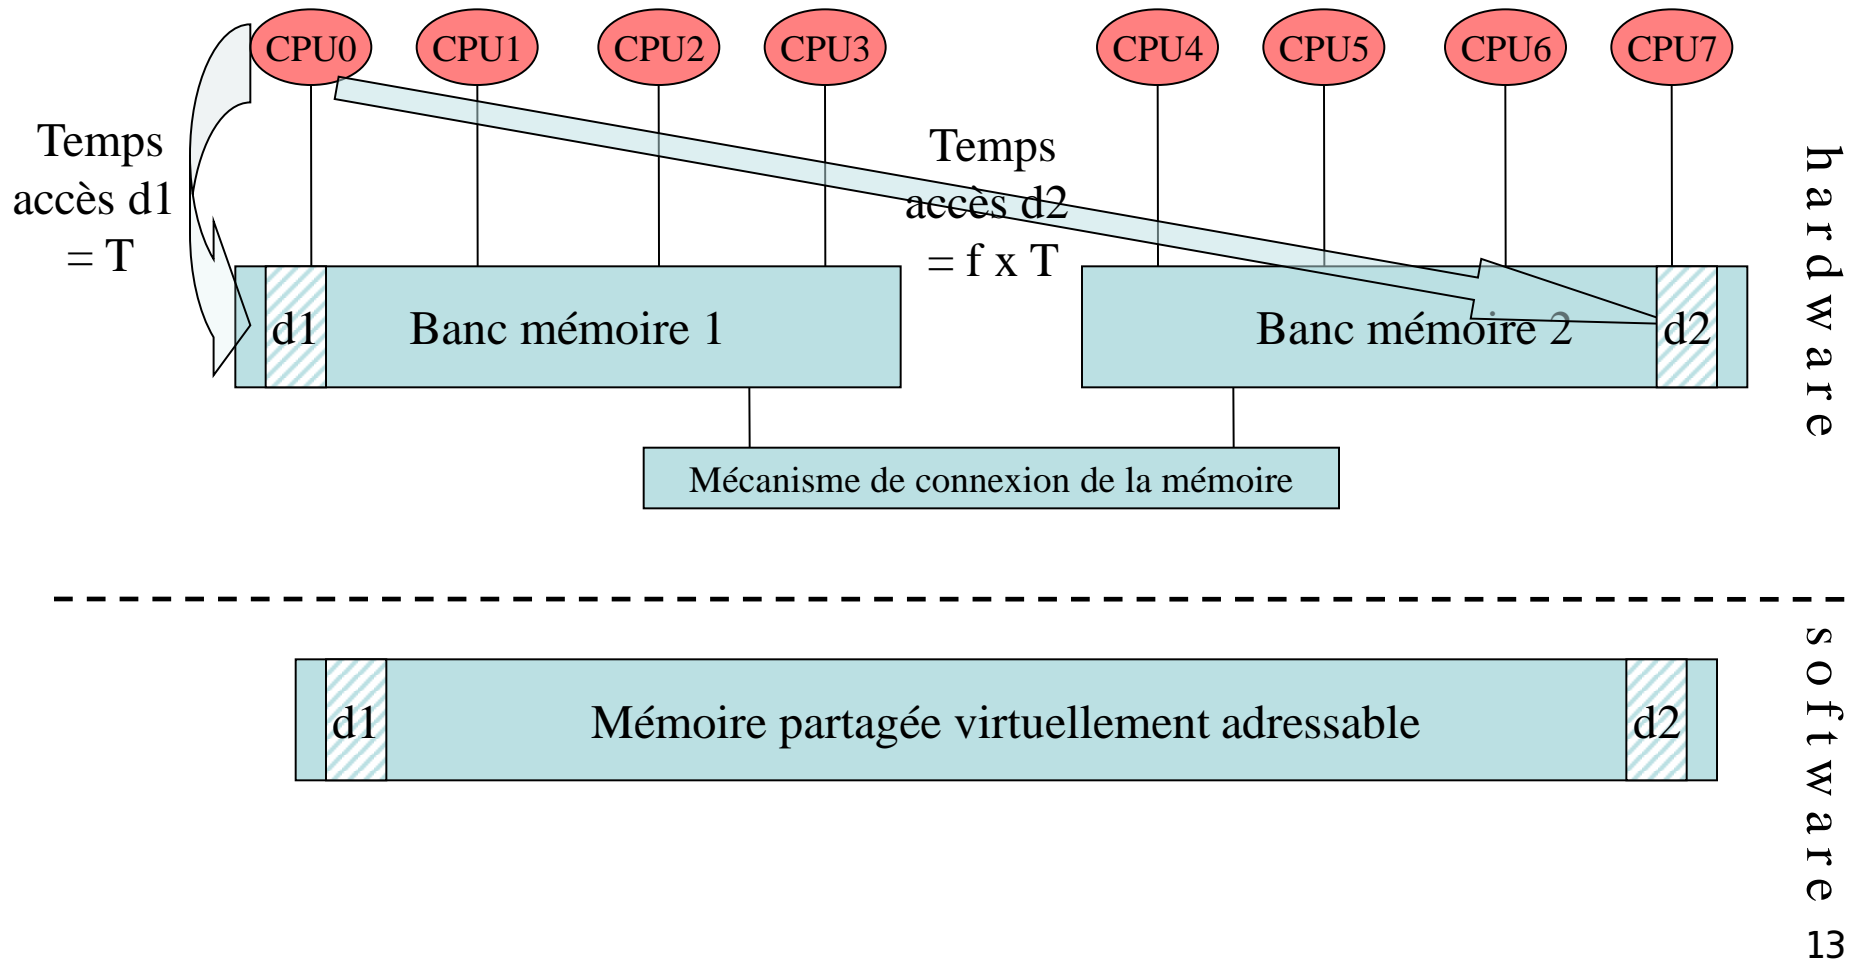 CPU0 CPU1 CPU2 CPU3 CPU4 CPU5 CPU6 CPU7
Temps
accès d1
= T
Temps
accès d2
= f x T
d1 Banc mémoire 1
Banc mémoire 2 d2
Mécanisme de connexion de la mémoire
hardware
d1 Mémoire partagée virtuellement adressable d2
software
13